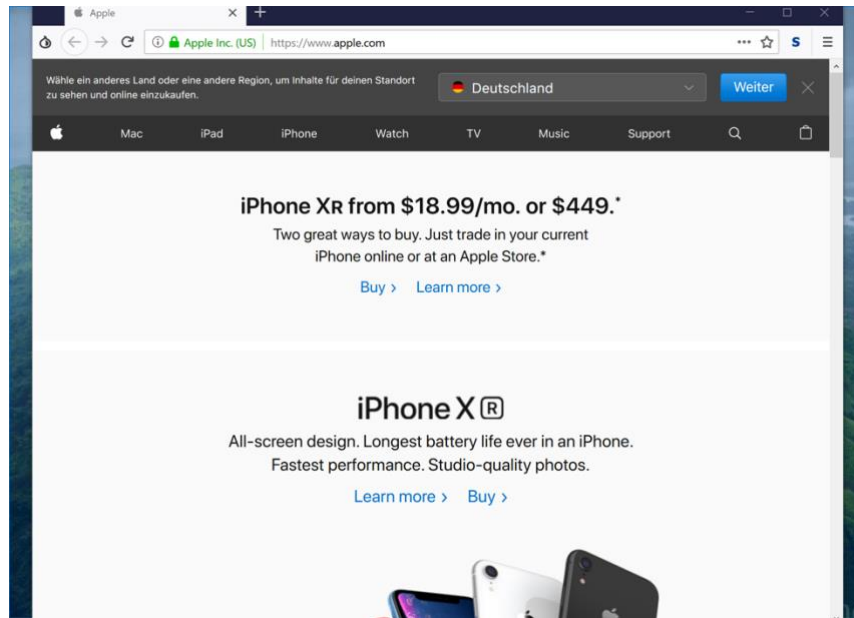 Apple
Apple Inc. (US) https://www.apple.com
Wähle ein anderes Land oder eine andere Region, um Inhalte für deinen Standort
zu sehen und online einzukaufen.
Deutschland
Weiter
Mac iPad iPhone Watch TV Music Support
iPhone XR from $18.99/mo. or $449.*
Two great ways to buy. Just trade in your current
iPhone online or at an Apple Store.*
Buy > Learn more >
iPhone X R
All-screen design. Longest battery life ever in an iPhone.
Fastest performance. Studio-quality photos.
Learn more > Buy >